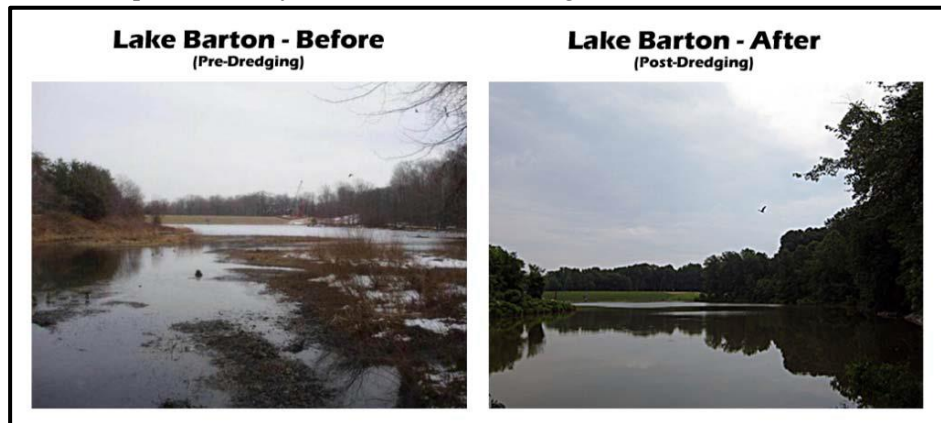 Lake Barton - Before
(Pre-Dredging)
Lake Barton - After
(Post-Dredging)